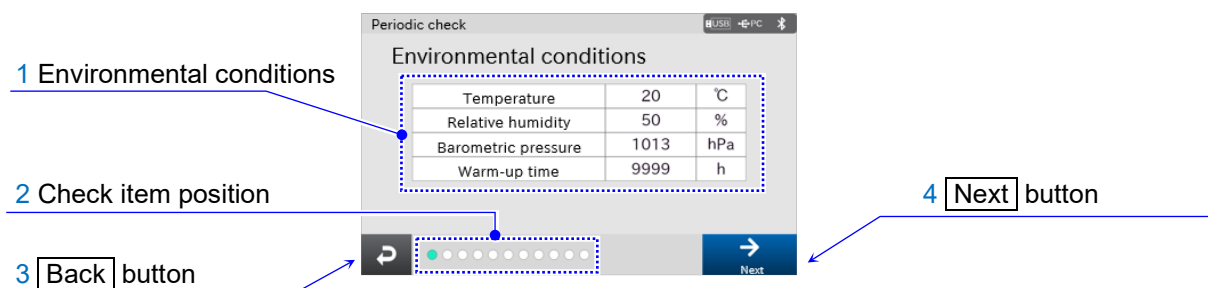 Periodic check USB PC
Environmental conditions
1 Environmental conditions
Temperature 20 ℃
Relative humidity 50 %
Barometric pressure 1013 hPa
Warm-up time 9999 h
2 Check item position
4 Next button
Next
3 Back button